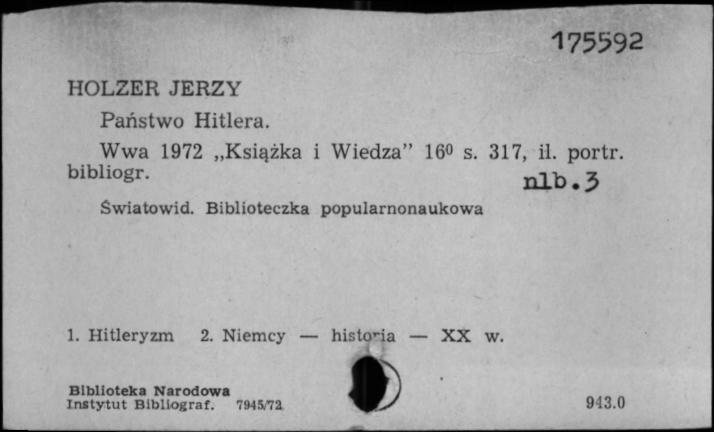 175592
HOLZER JERZY
Państwo Hitlera.
Wwa 1972 „Książka i Wiedza” 16⁰ s. 317, il. portr.
bibliogr.
nlb.3
Światowid. Biblioteczka popularnonaukowa
1. Hitleryzm 2. Niemcy — historia — XX w.
Biblioteka Narodowa
Instytut Bibliograf. 7945/72
943.0